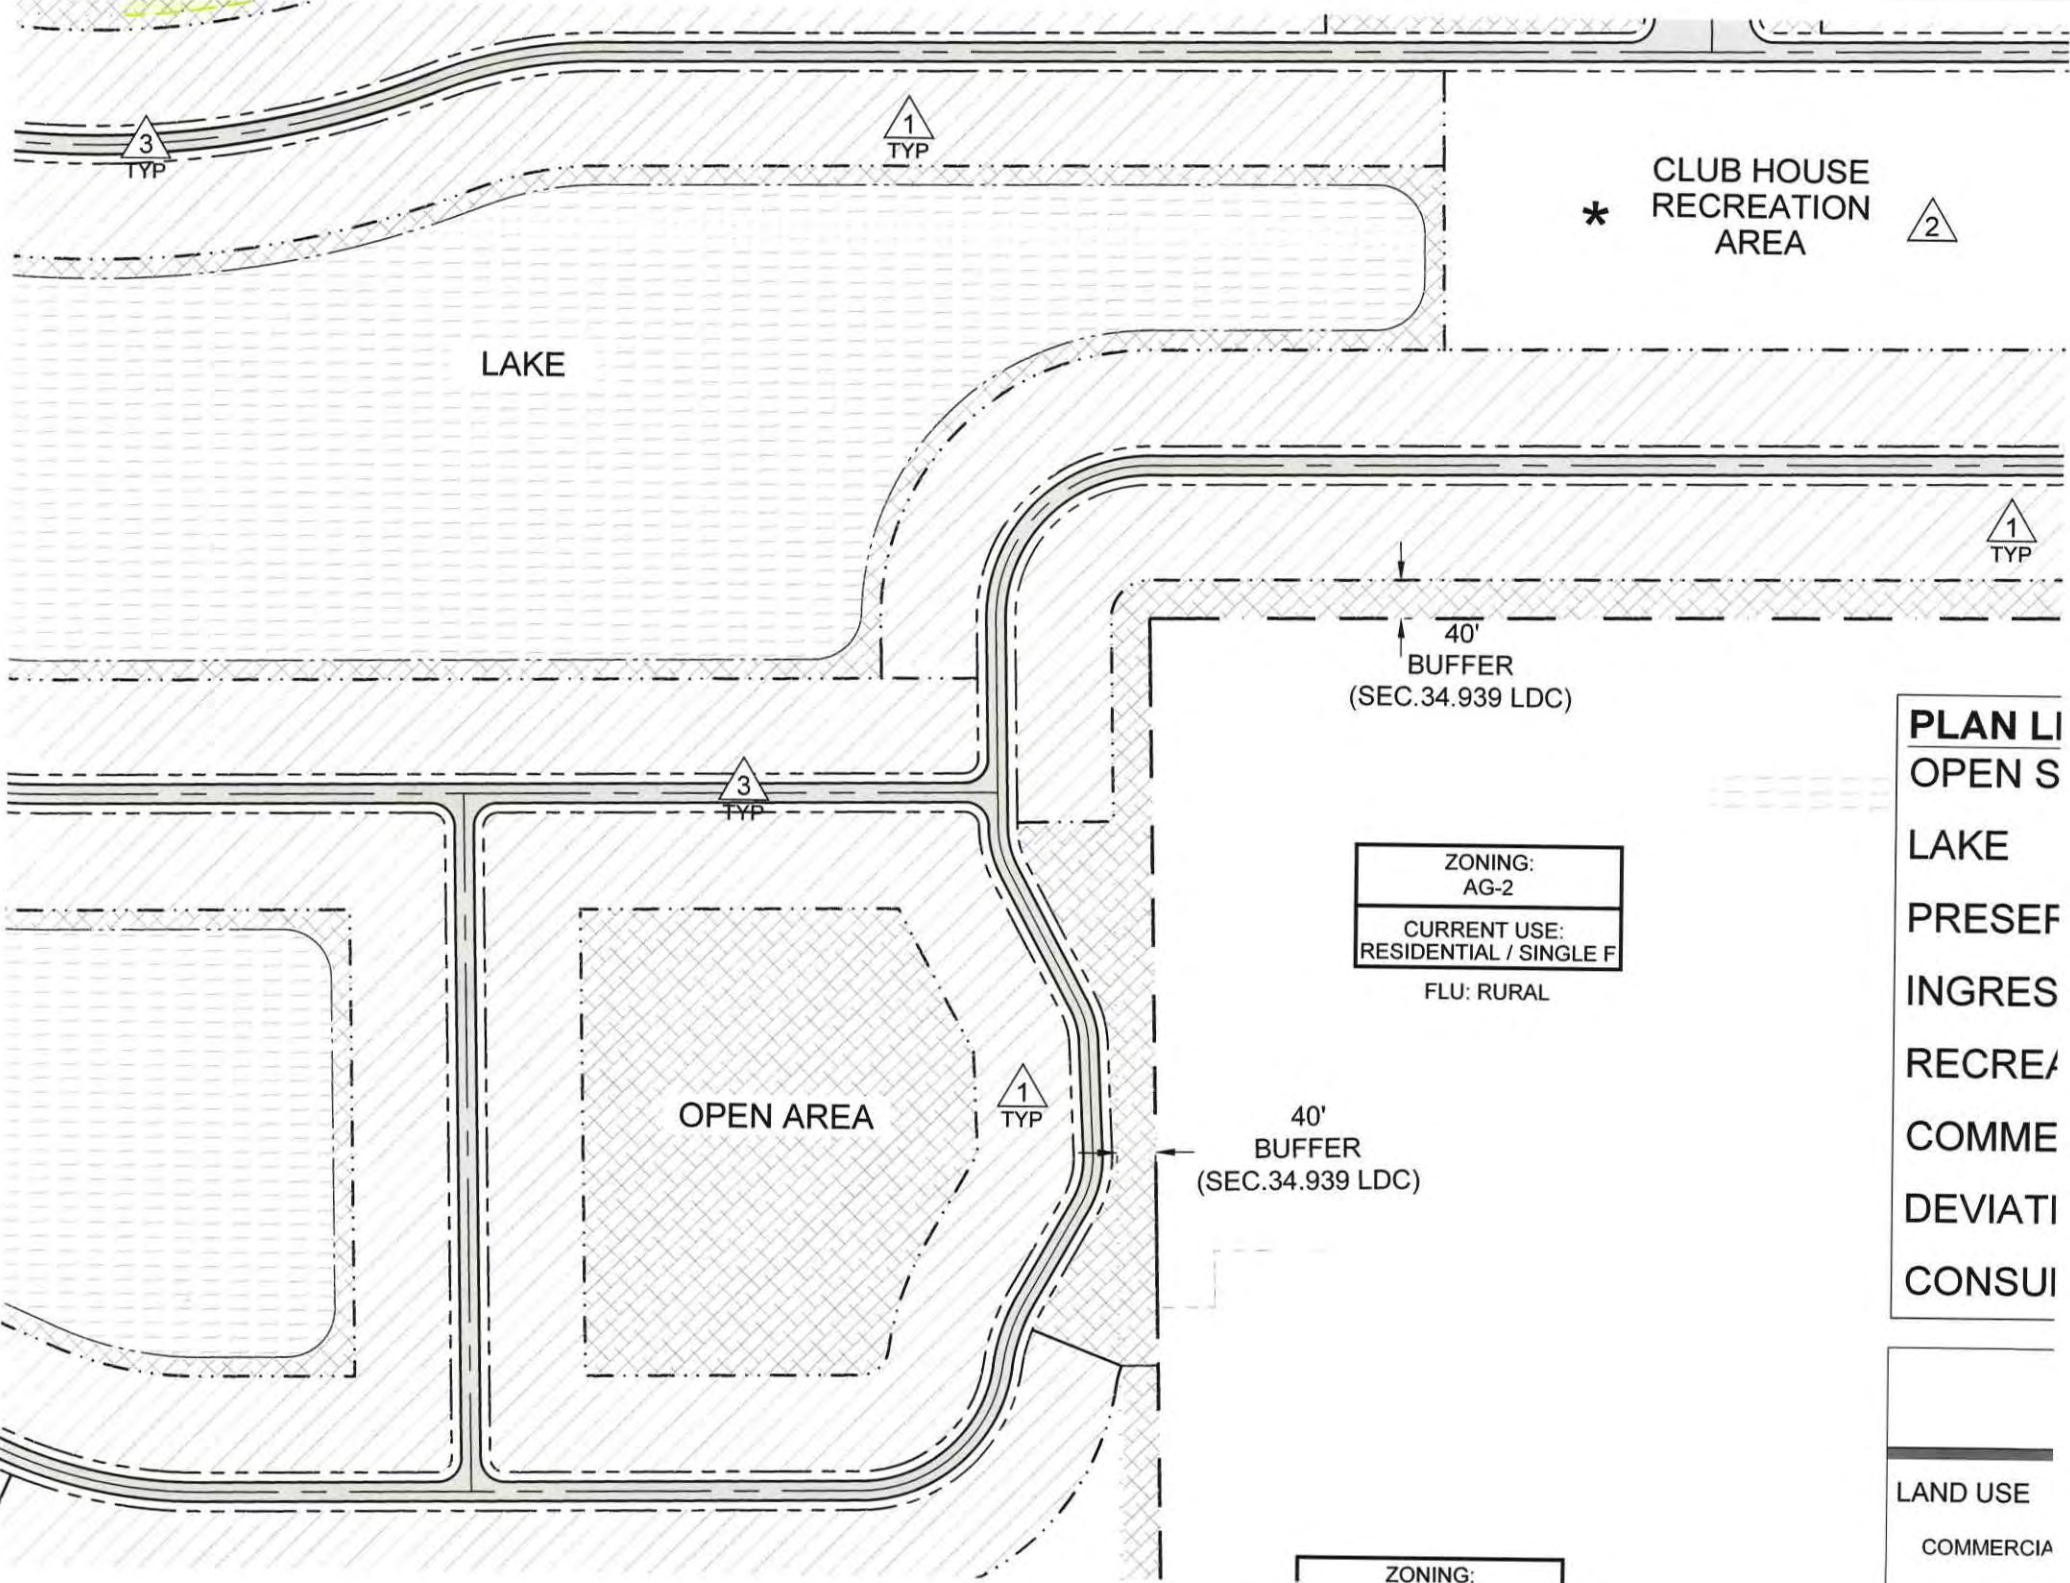 3
TYP
1
TYP
CLUB HOUSE
RECREATION
AREA
*
2
LAKE
1
TYP
40'
BUFFER
(SEC.34.939 LDC)
3
TYP
ZONING:
AG-2
CURRENT USE:
RESIDENTIAL / SINGLE F
FLU: RURAL
OPEN AREA
1
TYP
40'
BUFFER
(SEC.34.939 LDC)
PLAN LI
OPEN S
LAKE
PRESER
INGRES
RECREA
COMME
DEVIATI
CONSU
LAND USE
COMMERCIA
ZONING: